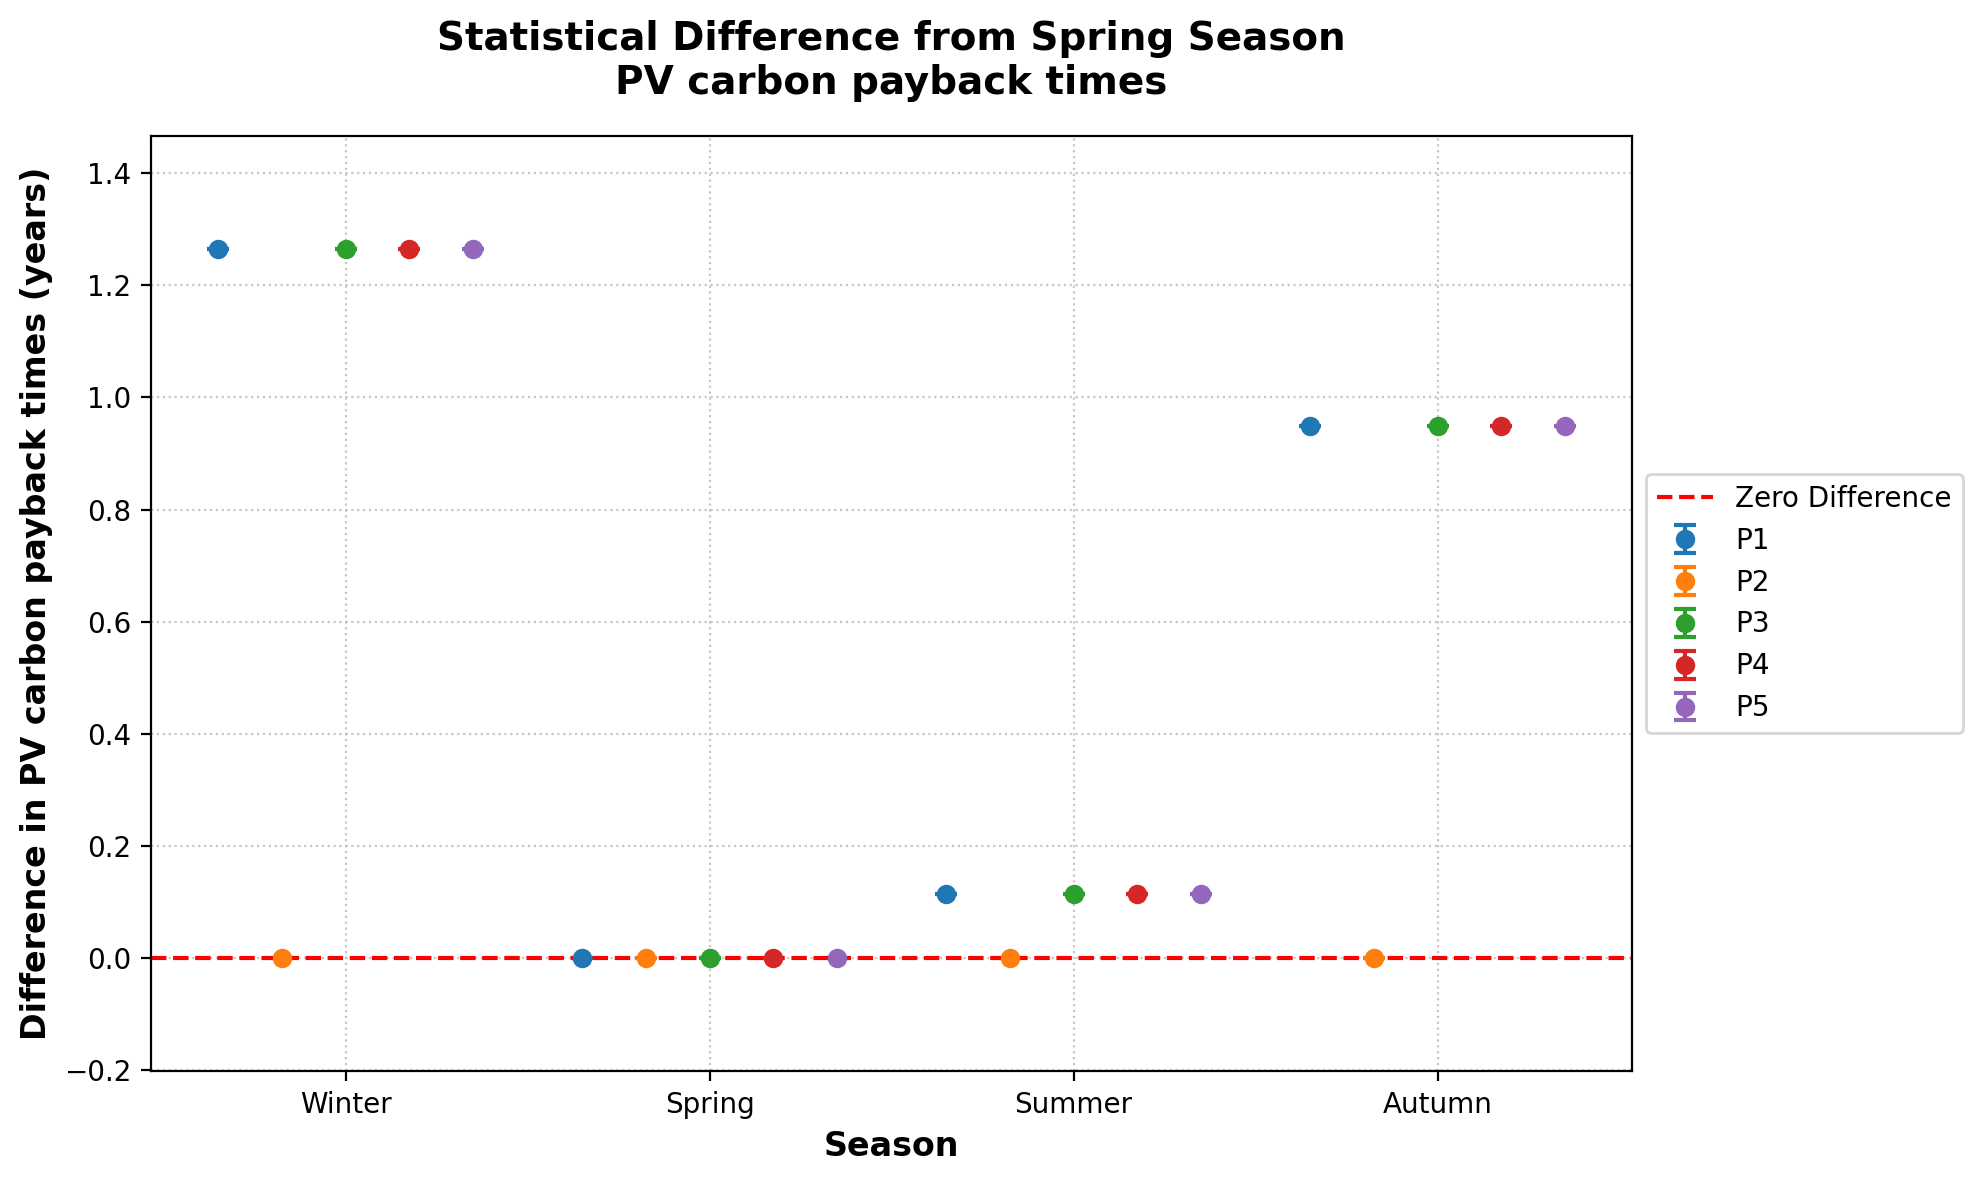 Statistical Difference from Spring Season
PV carbon payback times
Difference in PV carbon payback times (years)
1.4
1.2
1.0
0.8
0.6
0.4
0.2
0.0
−0.2
Winter
Spring
Summer
Autumn
Season
Zero Difference
P1
P2
P3
P4
P5